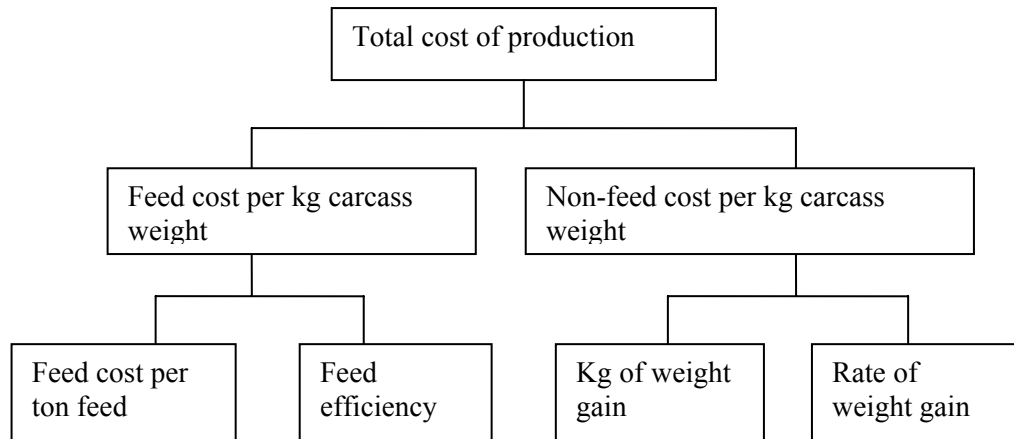 Total cost of production
Feed cost per kg carcass
weight
Non-feed cost per kg carcass
weight
Feed cost per
ton feed
Feed
efficiency
Kg of weight
gain
Rate of
weight gain